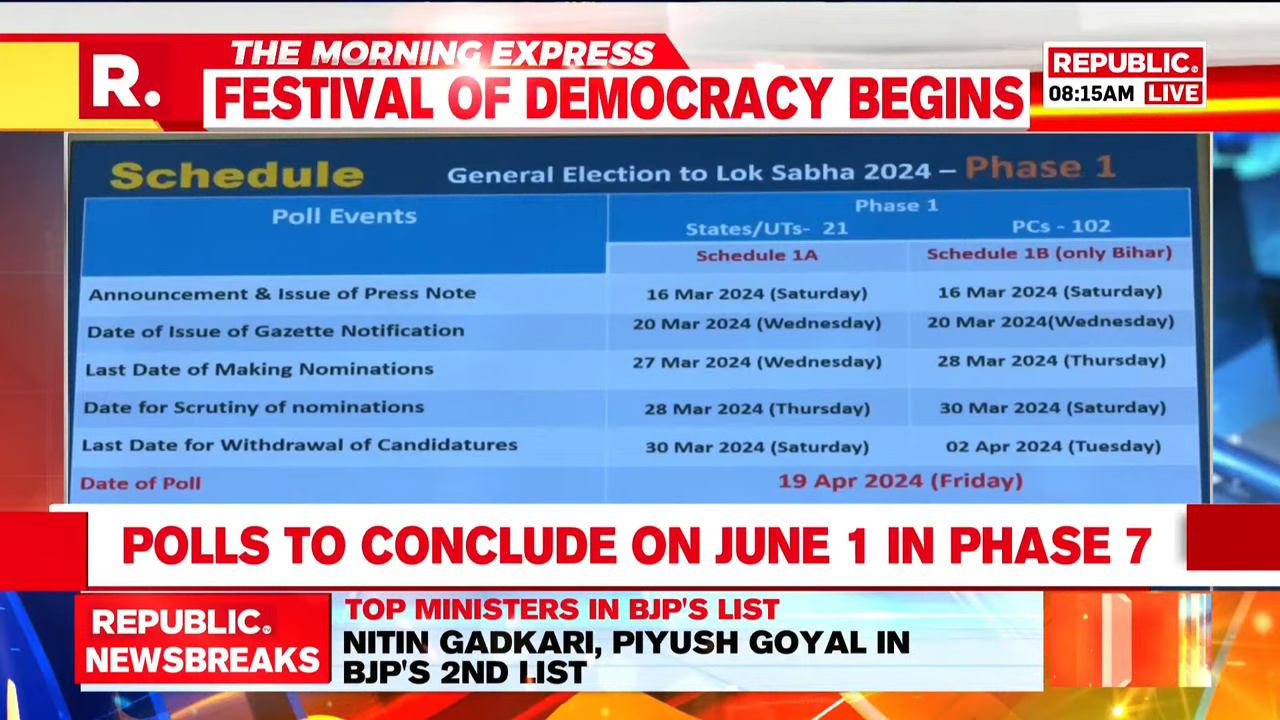 THE MORNING EXPRESS
R.
FESTIVAL OF DEMOCRACY BEGINS
REPUBLIC.TV
08:15AM LIVE
Schedule General Election to Lok Sabha 2024 – Phase 1
Poll Events
Phase 1
States/UTs- 21 PCs - 102
Schedule 1A Schedule 1B (only Bihar)
Announcement & Issue of Press Note 16 Mar 2024 (Saturday) 16 Mar 2024 (Saturday)
Date of Issue of Gazette Notification 20 Mar 2024 (Wednesday) 20 Mar 2024(Wednesday)
Last Date of Making Nominations 27 Mar 2024 (Wednesday) 28 Mar 2024 (Thursday)
Date for Scrutiny of nominations 28 Mar 2024 (Thursday) 30 Mar 2024 (Saturday)
Last Date for Withdrawal of Candidatures 30 Mar 2024 (Saturday) 02 Apr 2024 (Tuesday)
Date of Poll 19 Apr 2024 (Friday)
POLLS TO CONCLUDE ON JUNE 1 IN PHASE 7
REPUBLIC.TV
NEWSBREAKS
TOP MINISTERS IN BJP'S LIST
NITIN GADKARI, PIYUSH GOYAL IN
BJP'S 2ND LIST